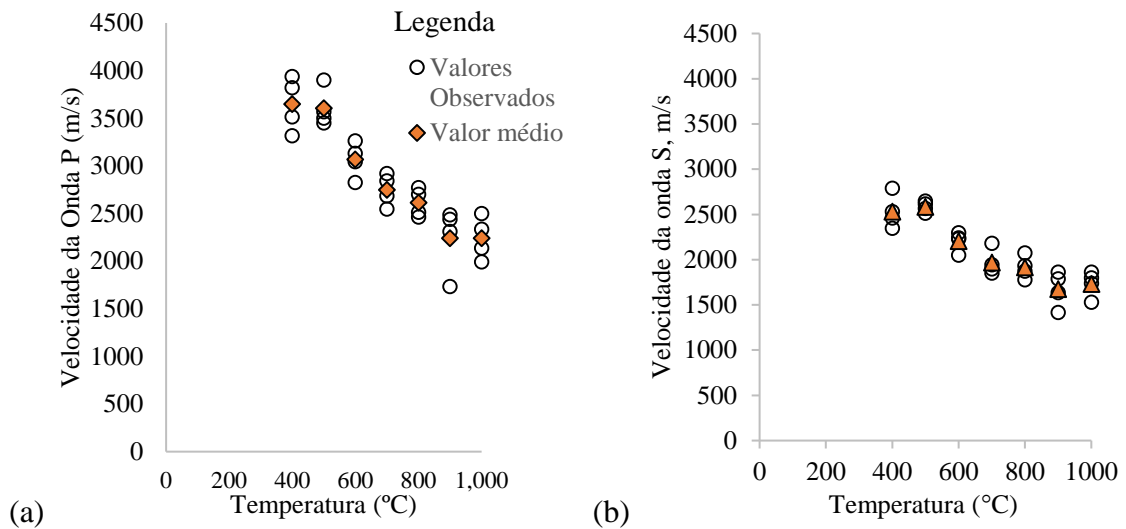 Legenda
Valores
Observados
Valor médio
Velocidade da Onda P (m/s)
4500
4000
3500
3000
2500
2000
1500
1000
500
0
0 200 400 600 800 1,000
Temperatura (ºC)
(a)
Velocidade da onda S, m/s
4500
4000
3500
3000
2500
2000
1500
1000
500
0
0 200 400 600 800 1000
Temperatura (°C)
(b)